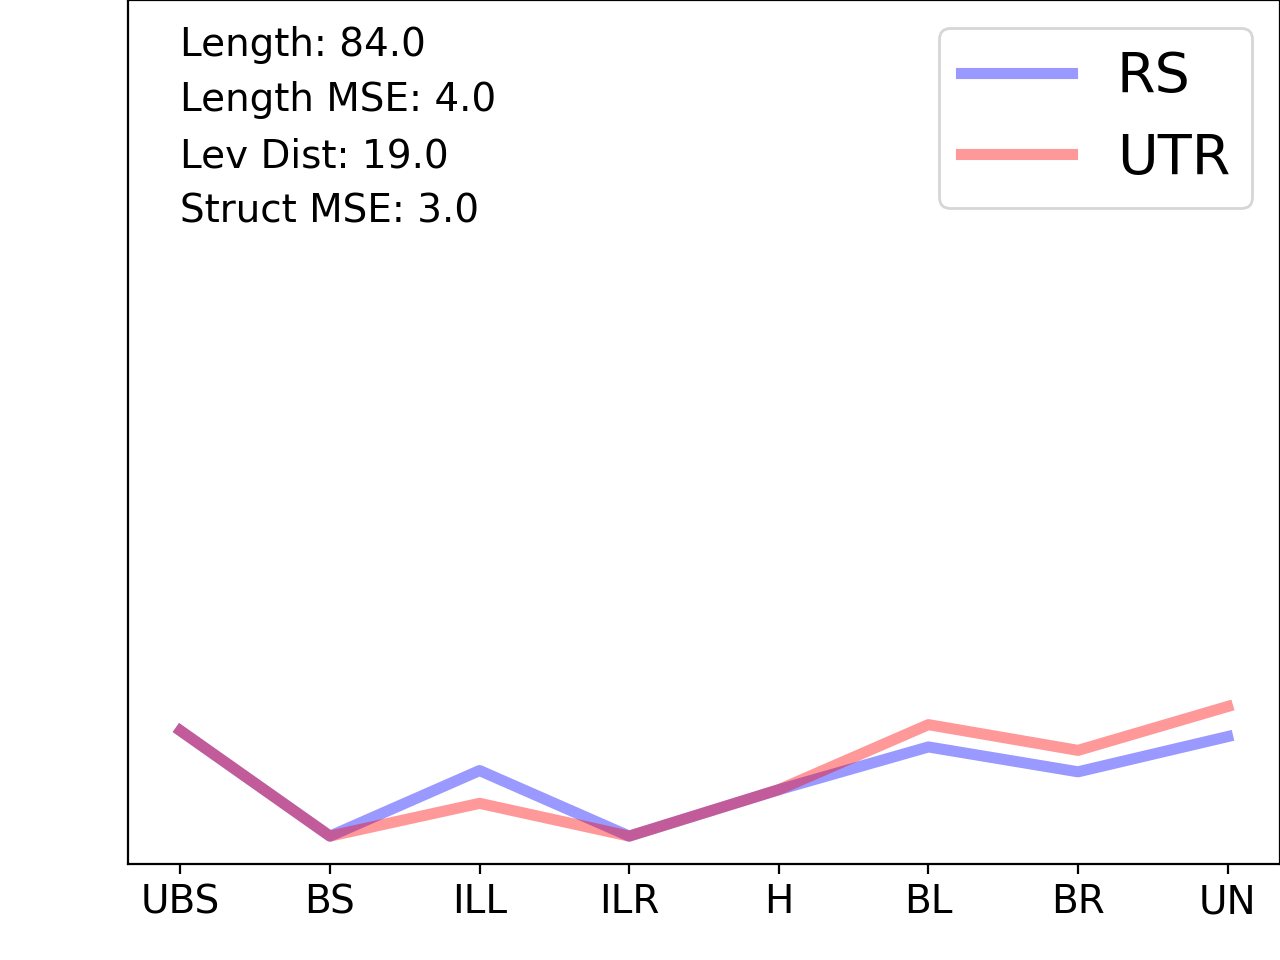 Length: 84.0
Length MSE: 4.0
Lev Dist: 19.0
Struct MSE: 3.0
RS
UTR
UBS BS ILL ILR H BL BR UN